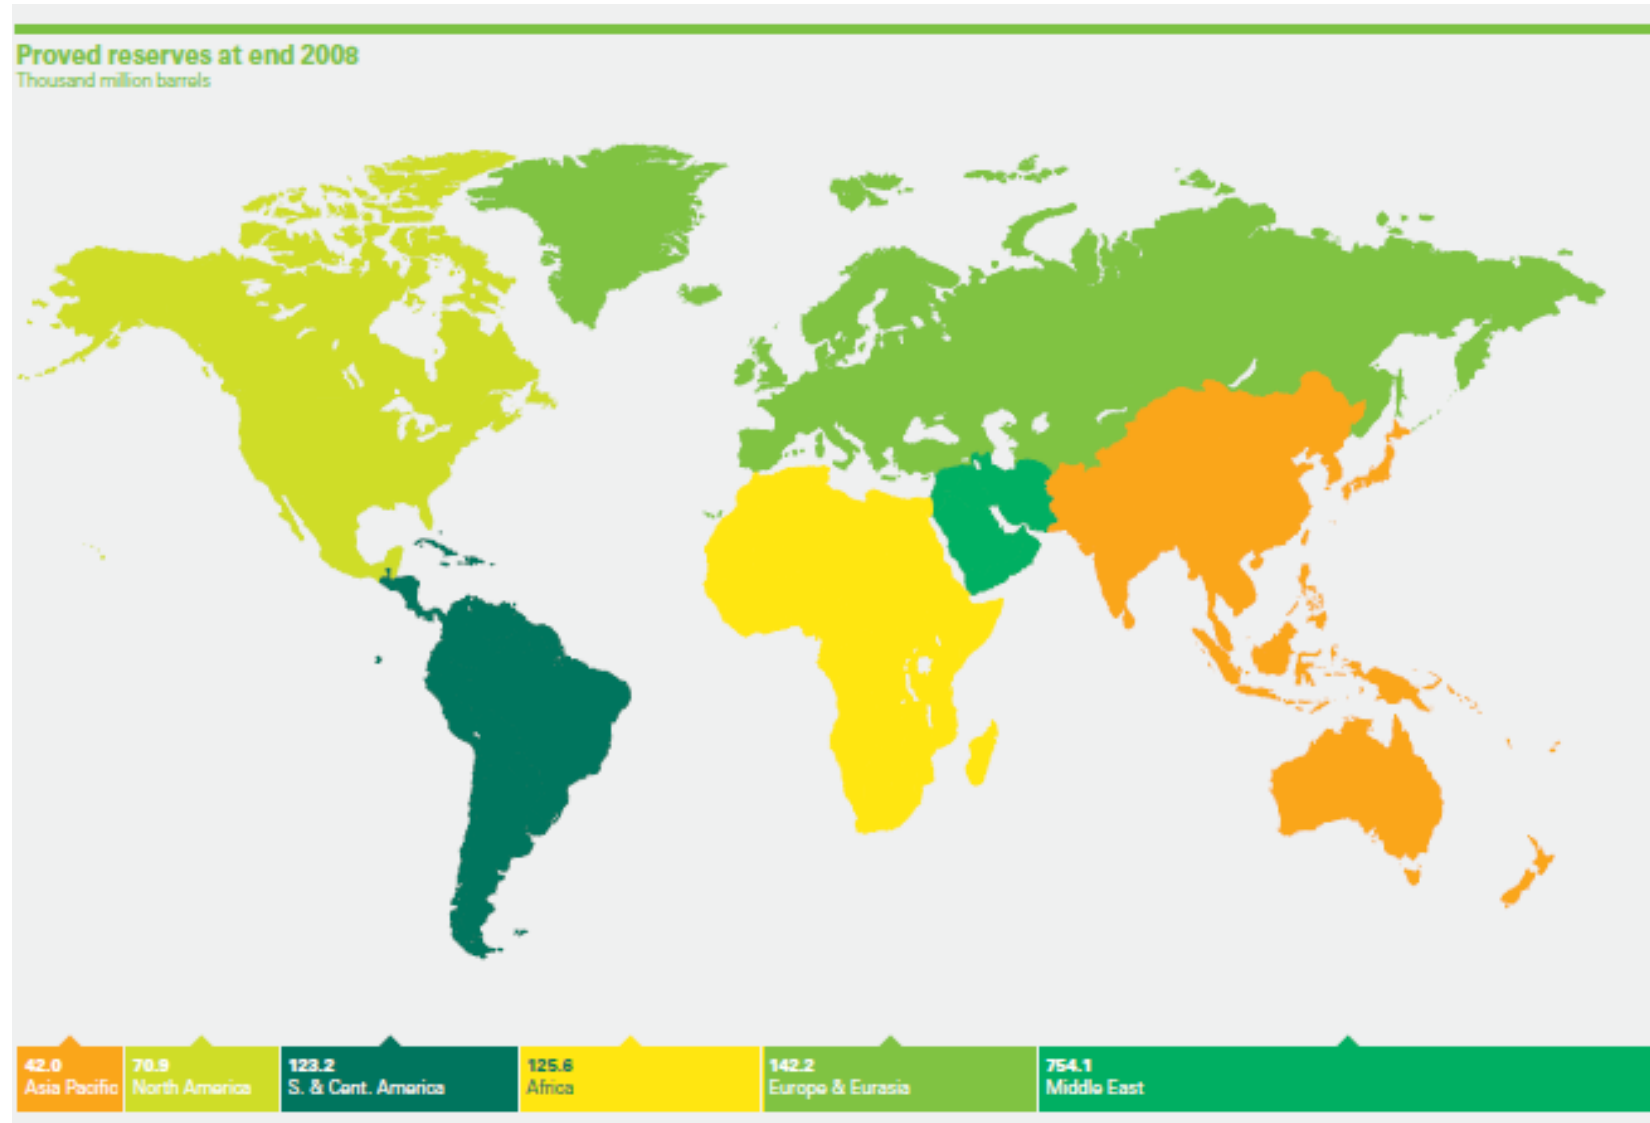 Proved reserves at end 2008
Thousand million barrels
42.0
Asia Pacific
70.9
North America
123.2
S. & Cent. America
125.6
Africa
142.2
Europe & Eurasia
754.1
Middle East